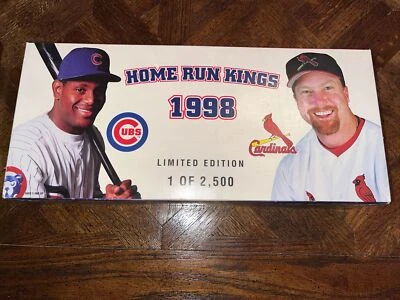 HOME RUN KINGS
1998
C
CUBS
Cardinals
LIMITED EDITION
1 OF 2,500